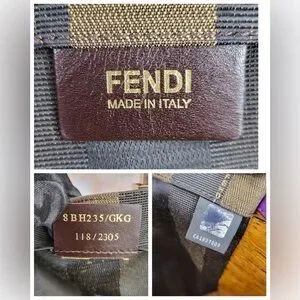 FENDI
MADE IN ITALY
8BH235/GKG
118/2305